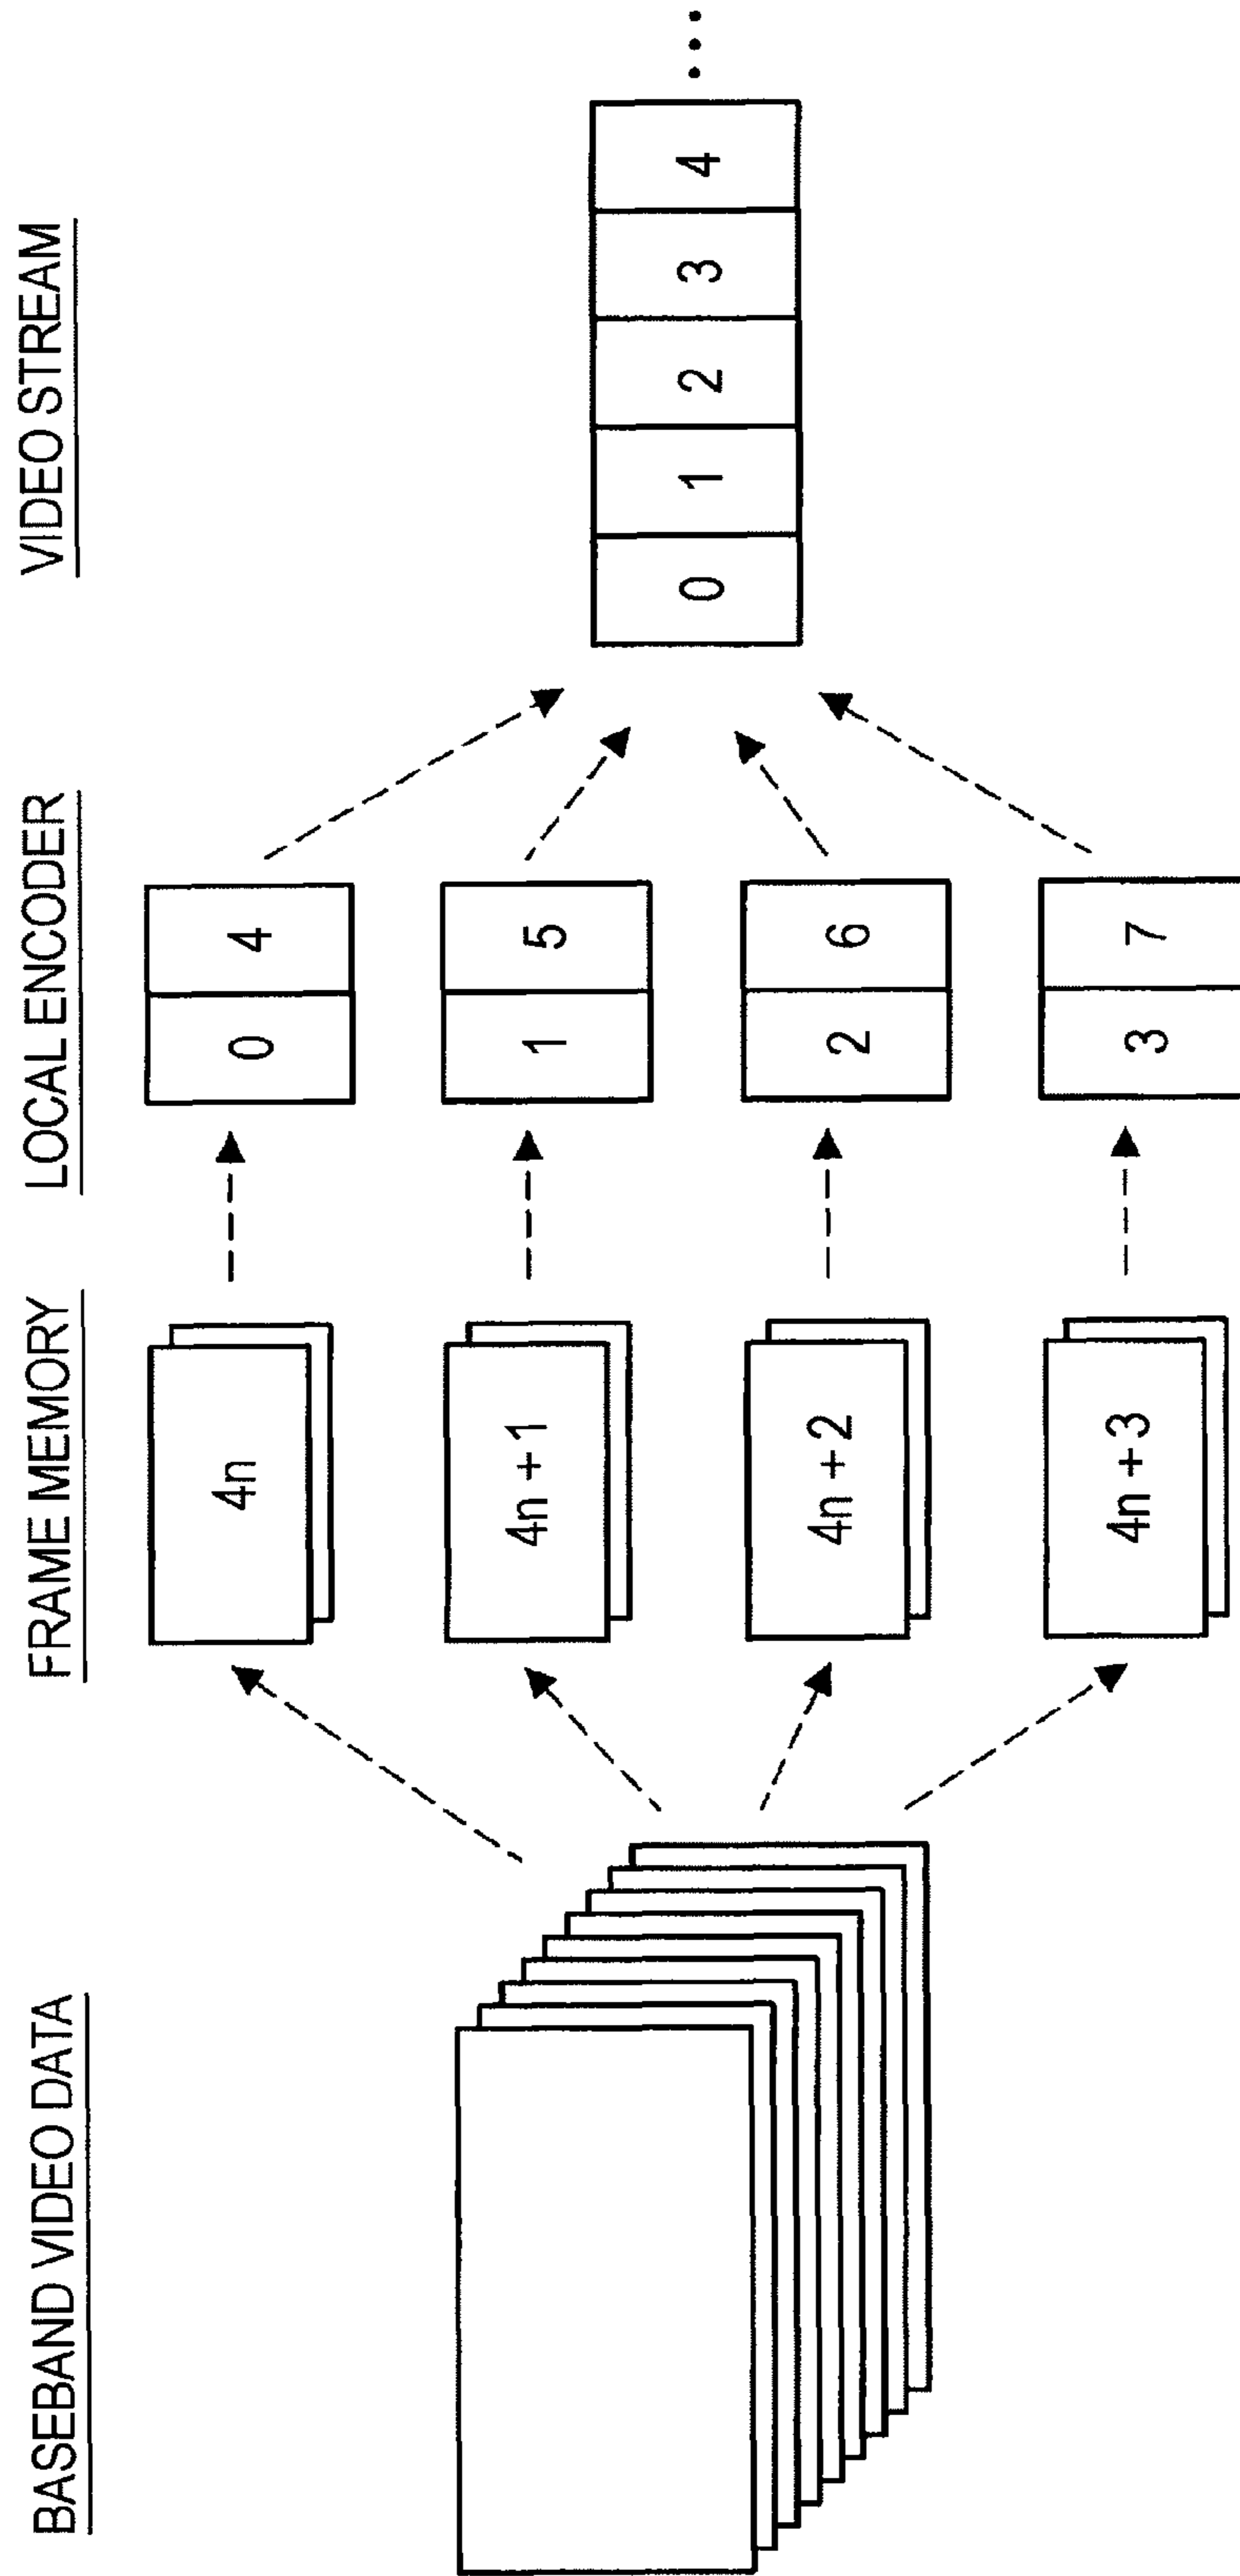 BASEBAND VIDEO DATA
FRAME MEMORY
LOCAL ENCODER
VIDEO STREAM
4n
0 4
4n + 1
1 5
0 1 2 3 4 •••
4n + 2
2 6
4n + 3
3 7